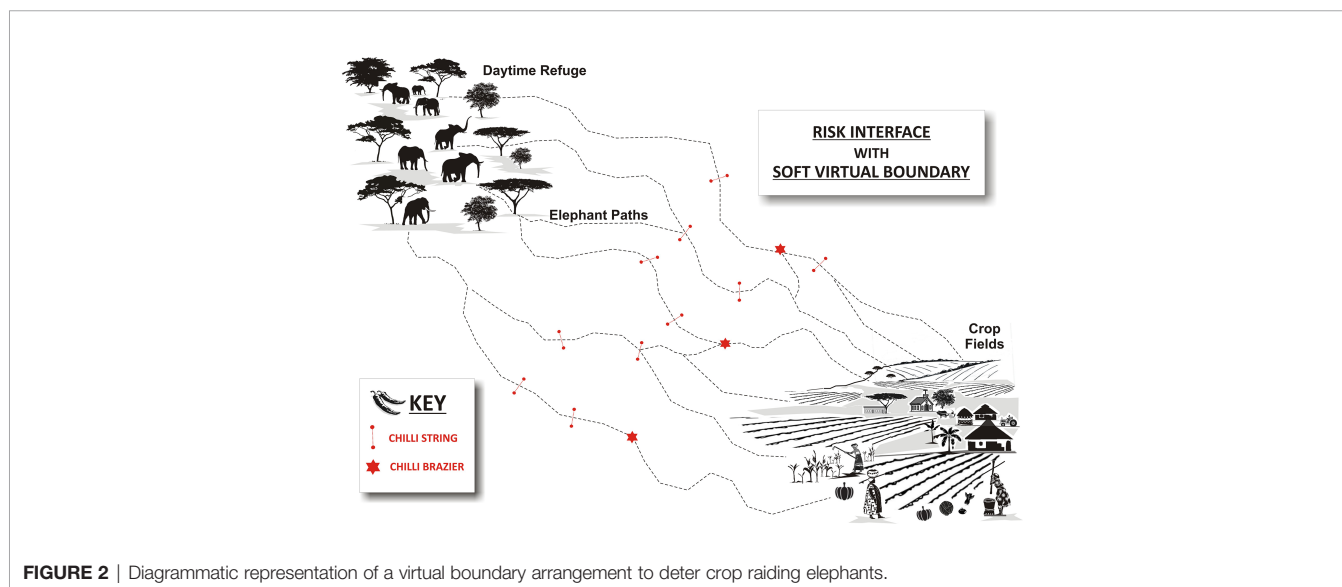 Daytime Refuge
RISK INTERFACE
WITH
SOFT VIRTUAL BOUNDARY
Elephant Paths
Crop
Fields
KEY
CHILLI STRING
CHILLI BRAZIER
FIGURE 2 | Diagrammatic representation of a virtual boundary arrangement to deter crop raiding elephants.